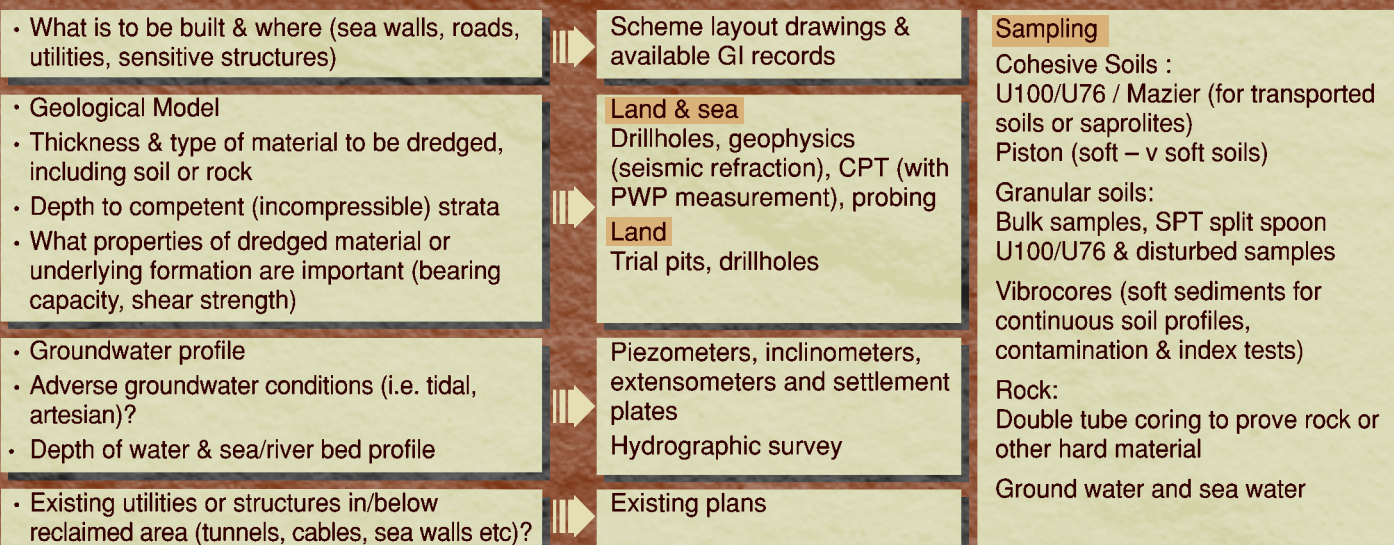 • What is to be built & where (sea walls, roads,
utilities, sensitive structures)
Scheme layout drawings &
available GI records
• Geological Model
• Thickness & type of material to be dredged,
including soil or rock
• Depth to competent (incompressible) strata
• What properties of dredged material or
underlying formation are important (bearing
capacity, shear strength)
Land & sea
Drillholes, geophysics
(seismic refraction), CPT (with
PWP measurement), probing
Land
Trial pits, drillholes
• Groundwater profile
• Adverse groundwater conditions (i.e. tidal,
artesian)?
• Depth of water & sea/river bed profile
Piezometers, inclinometers,
extensometers and settlement
plates
Hydrographic survey
• Existing utilities or structures in/below
reclaimed area (tunnels, cables, sea walls etc)?
Existing plans
Sampling
Cohesive Soils :
U100/U76 / Mazier (for transported
soils or saprolites)
Piston (soft – v soft soils)
Granular soils:
Bulk samples, SPT split spoon
U100/U76 & disturbed samples
Vibrocores (soft sediments for
continuous soil profiles,
contamination & index tests)
Rock:
Double tube coring to prove rock or
other hard material
Ground water and sea water